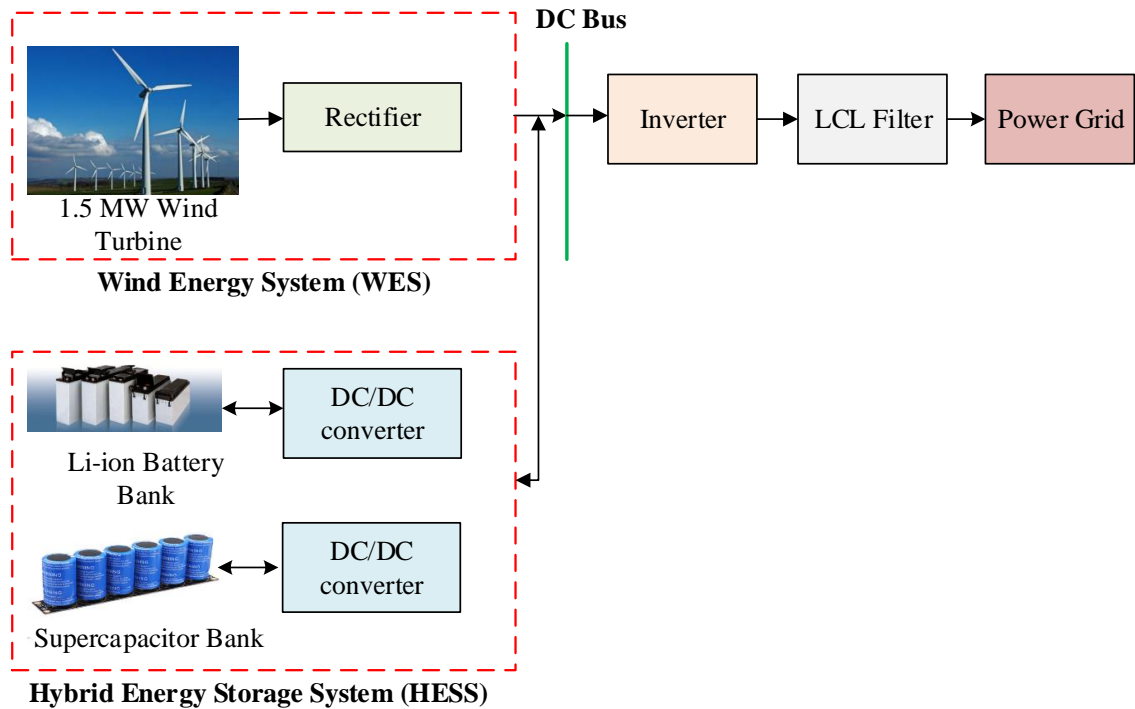 DC Bus
Rectifier
Inverter
LCL Filter
Power Grid
1.5 MW Wind
Turbine
Wind Energy System (WES)
DC/DC
converter
Li-ion Battery
Bank
DC/DC
converter
Supercapacitor Bank
Hybrid Energy Storage System (HESS)